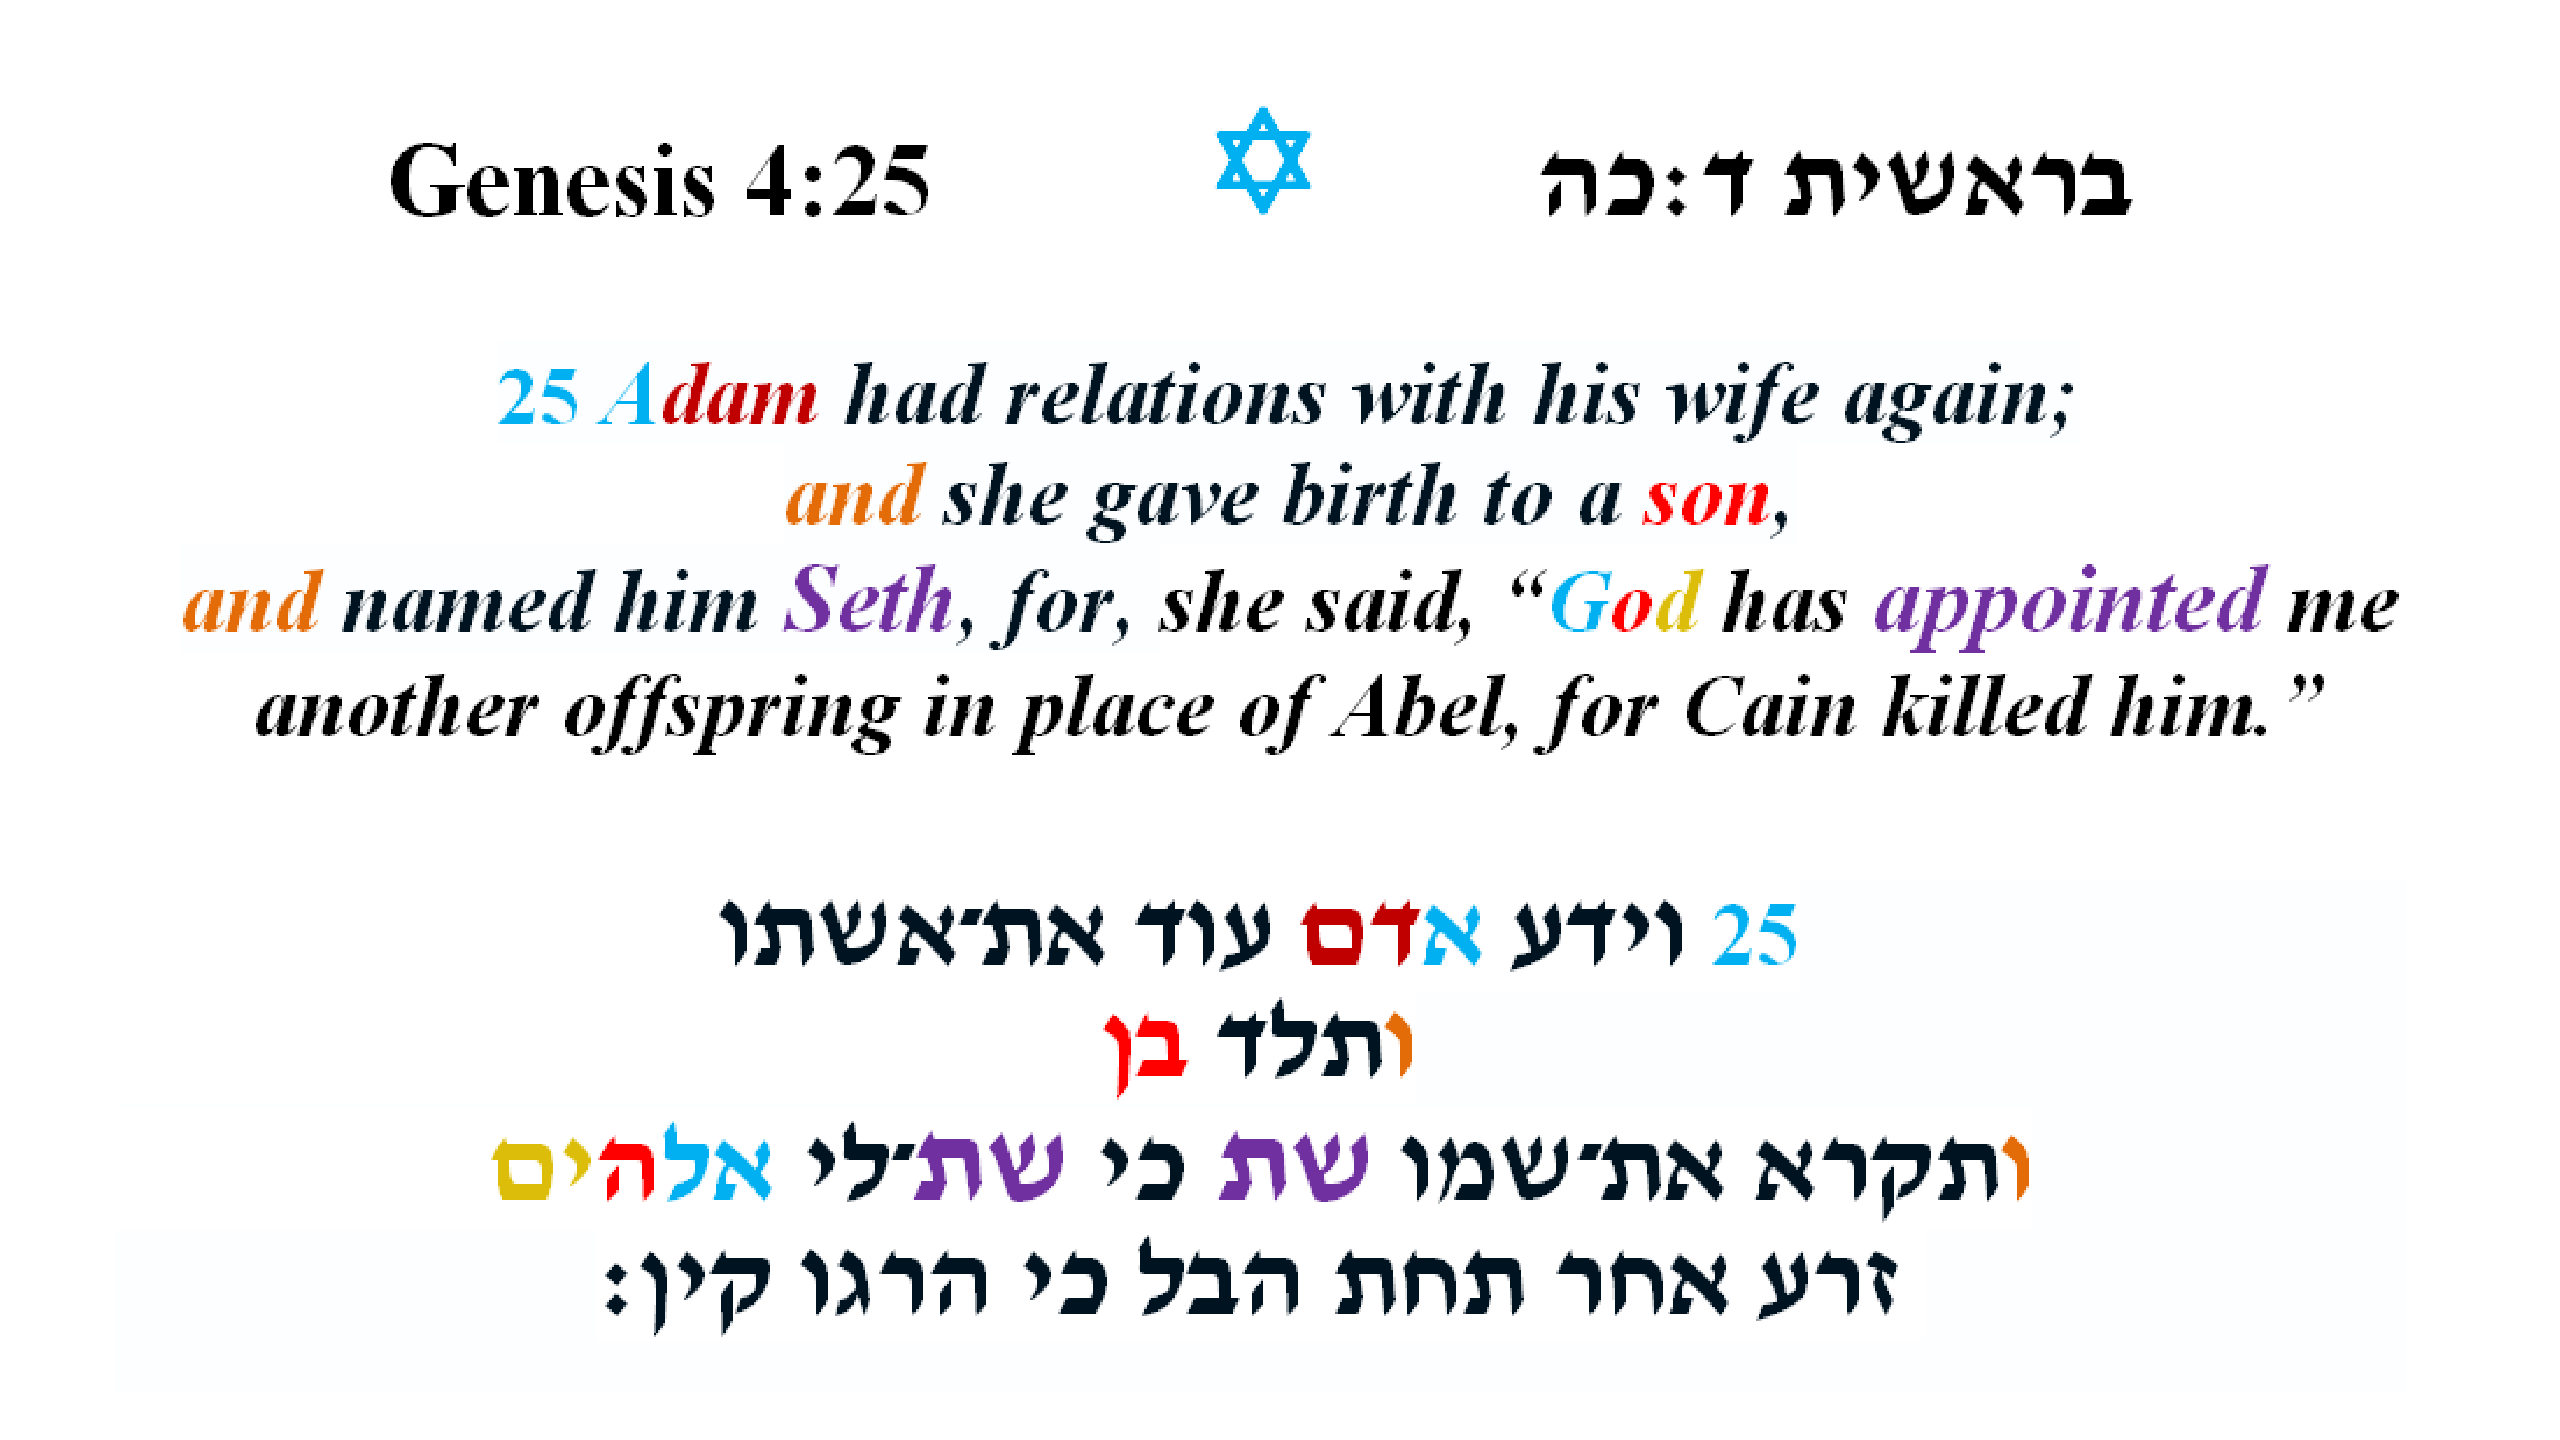 Genesis 4:25 בראשית ד:כה
25 Adam had relations with his wife again;
and she gave birth to a son,
and named him Seth, for, she said, “God has appointed me
another offspring in place of Abel, for Cain killed him.”
25 וידע אדם עוד את־אשתו
ותלד בן
ותקרא את־שמו שת כי שת־לי אלהים
זרע אחר תחת הבל כי הרגו קין: